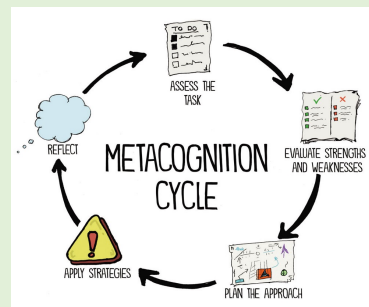 TO DO
ASSESS THE
TASK
EVALUATE STRENGTHS
AND WEAKNESSES
PLAN THE APPROACH
APPLY STRATEGIES
REFLECT
METACOGNITION
CYCLE